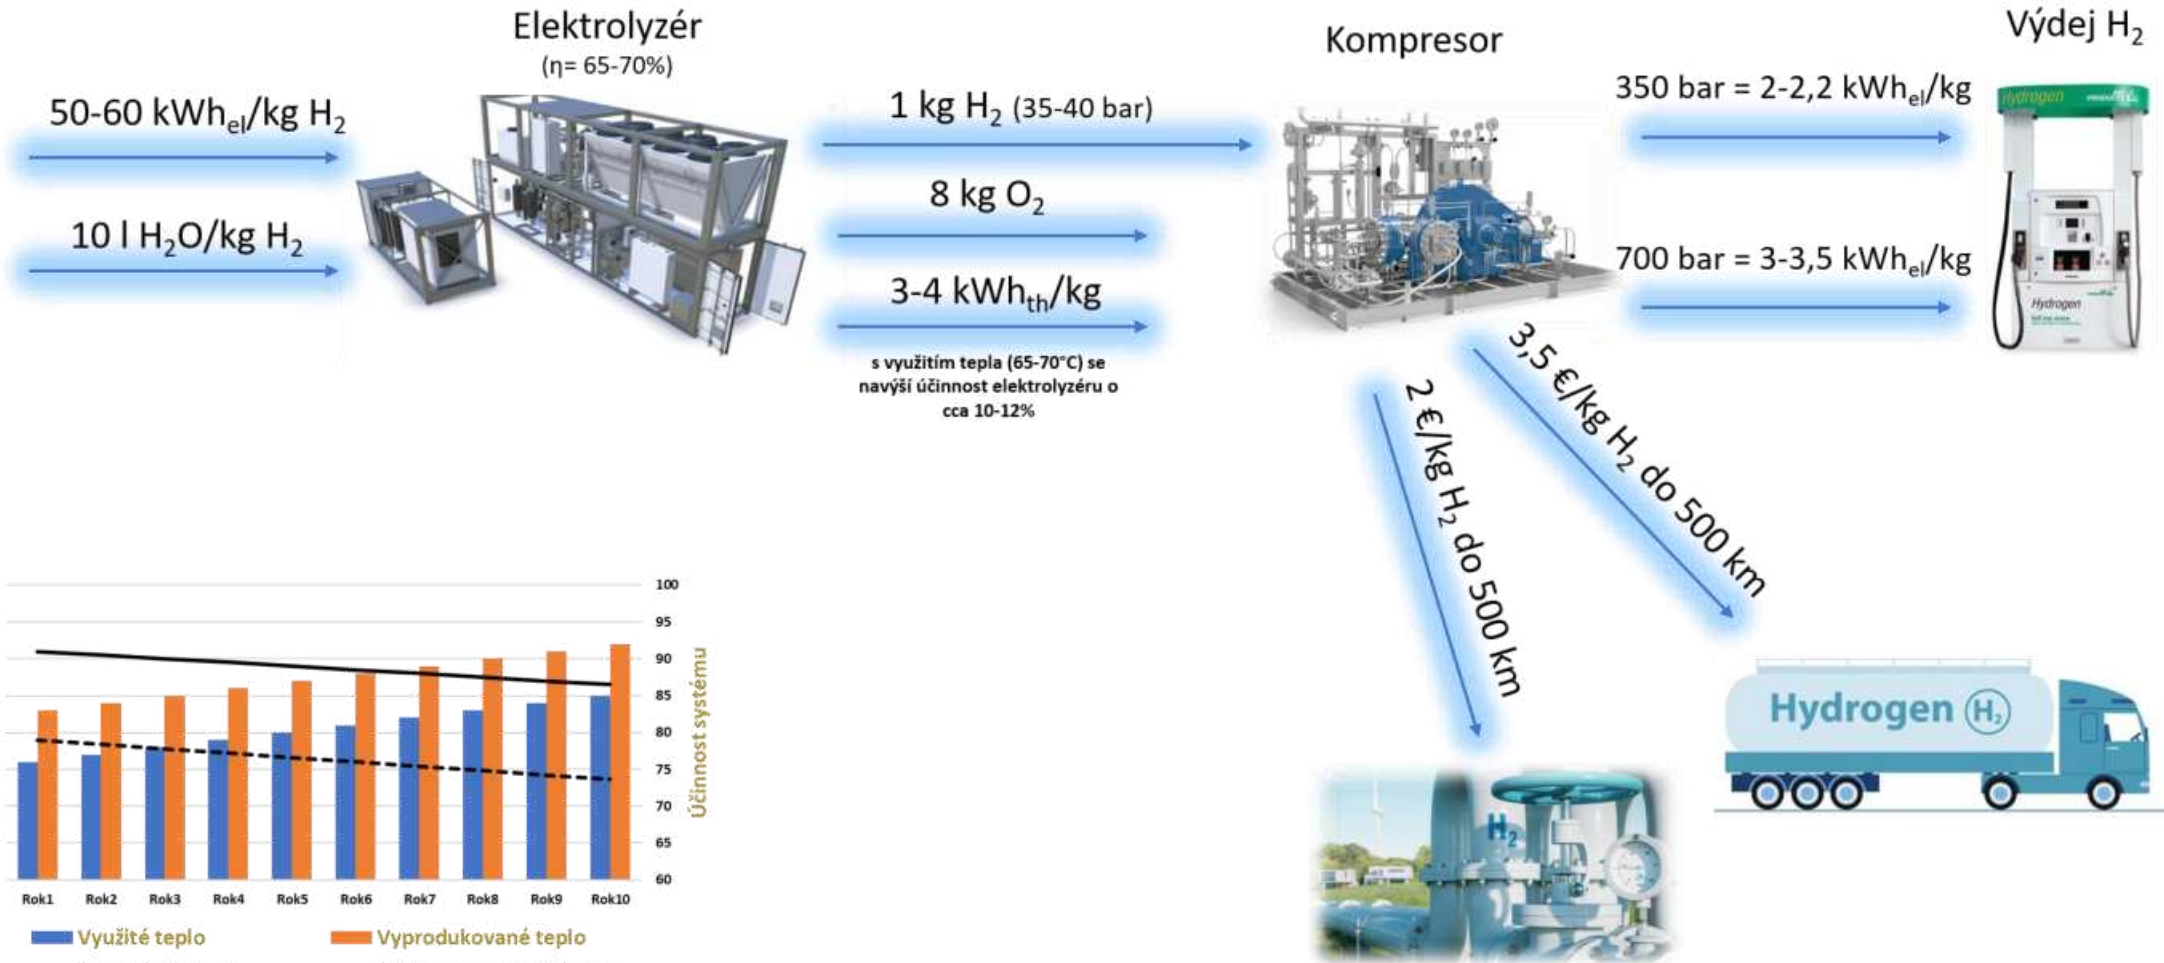 Elektrolyzér
(η= 65-70%)
50-60 kWhel/kg H2
10 l H2O/kg H2
1 kg H2 (35-40 bar)
8 kg O2
3-4 kWhth/kg
s využitím tepla (65-70°C) se
navýší účinnost elektrolyzéru o
cca 10-12%
Kompresor
350 bar = 2-2,2 kWhel/kg
700 bar = 3-3,5 kWhel/kg
Výdej H2
Hydrogen
Hydrogen
3,5 €/kg H2 do 500 km
2 €/kg H2 do 500 km
Hydrogen H2
H2
100
95
90
85
80
75
70
65
60
Účinnost systému
Rok1 Rok2 Rok3 Rok4 Rok5 Rok6 Rok7 Rok8 Rok9 Rok10
Využité teplo Vyprodukované teplo